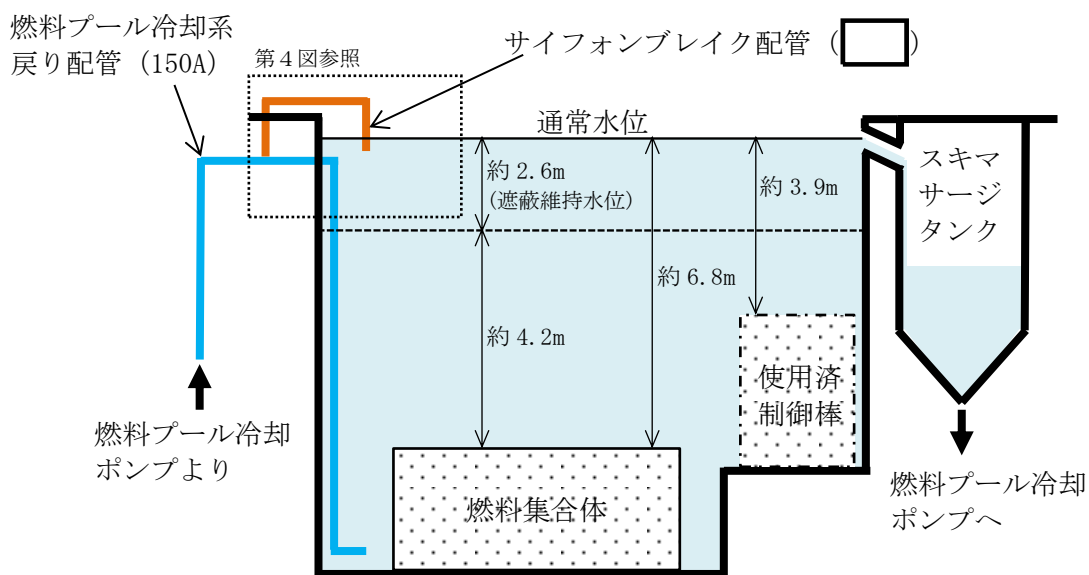 燃料プール冷却系
戻り配管 (150A)
第４図参照
サイフォンブレイク配管 ( )
通常水位
約 2.6m
(遮蔽維持水位)
約 3.9m
スキマ
サージ
タンク
約 6.8m
約 4.2m
使用済
制御棒
燃料プール冷却
ポンプより
燃料集合体
燃料プール冷却
ポンプへ